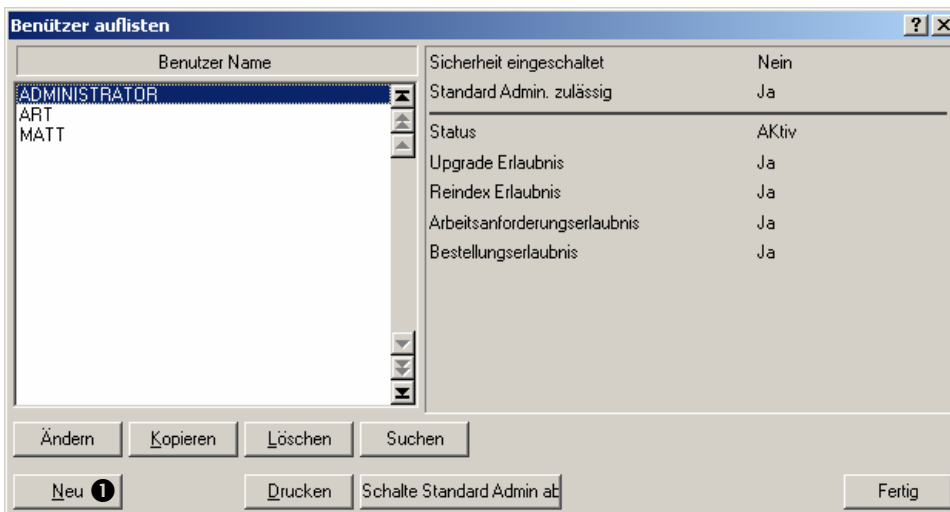 Benützer auflisten
Benutzer Name
ADMINISTRATOR
ART
MATT
Sicherheit eingeschaltet Nein
Standard Admin. zulässig Ja
Status AKtiv
Upgrade Erlaubnis Ja
Reindex Erlaubnis Ja
Arbeitsanforderungserlaubnis Ja
Bestellungserlaubnis Ja
Ändern Kopieren Löschen Suchen
Neu 1 Drucken Schalte Standard Admin ab Fertig